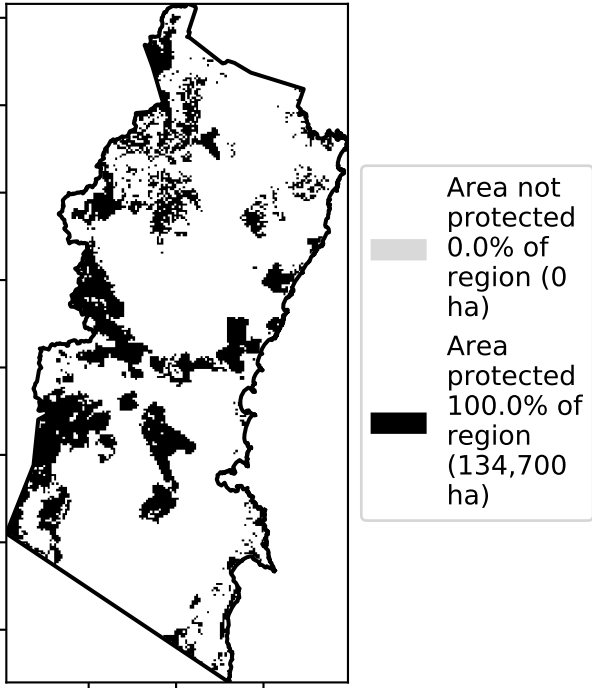 Area not
protected
0.0% of
region (0
ha)
Area
protected
100.0% of
region
(134,700
ha)